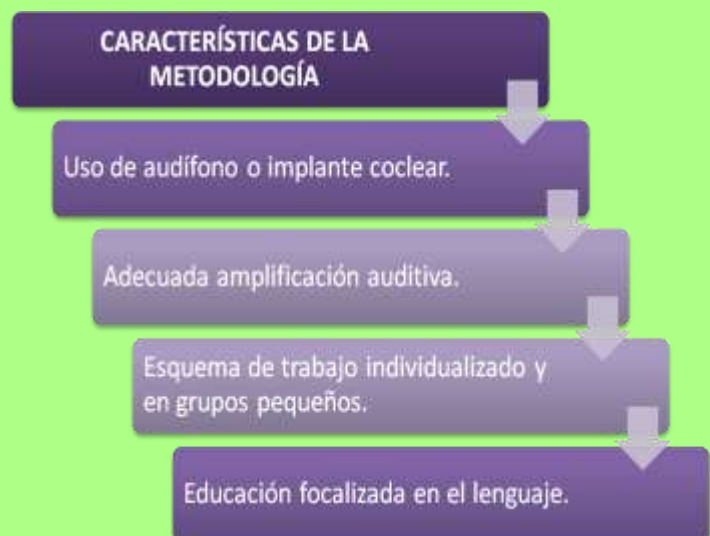 CARACTERÍSTICAS DE LA
METODOLOGÍA
Uso de audífono o implante coclear.
Adecuada amplificación auditiva.
Esquema de trabajo individualizado y
en grupos pequeños.
Educación focalizada en el lenguaje.